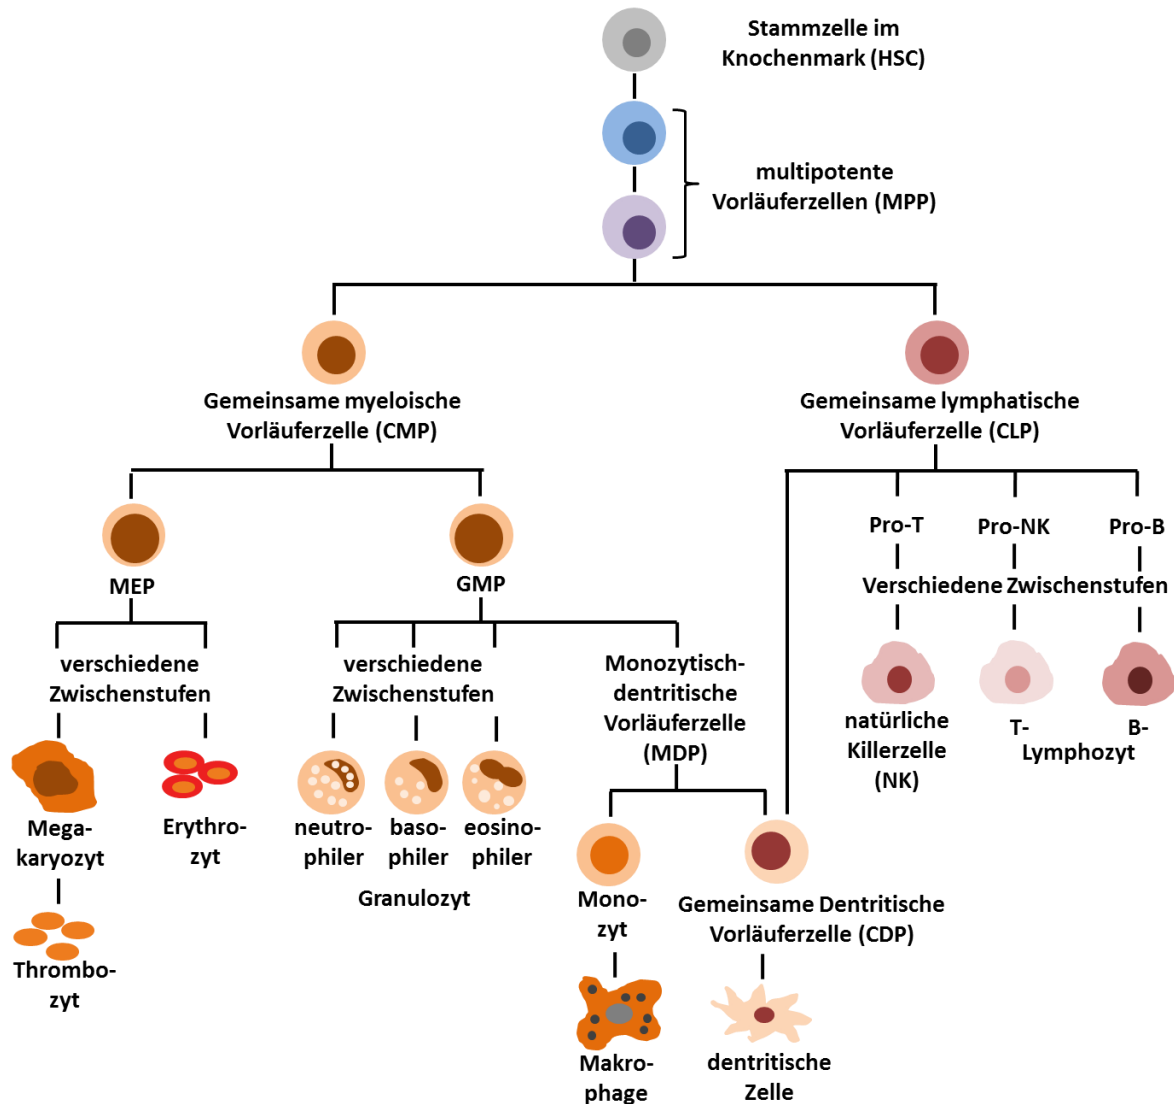 Stammzelle im
Knochenmark (HSC)
multipotente
Vorläuferzellen (MPP)
Gemeinsame myeloische
Vorläuferzelle (CMP)
Gemeinsame lymphatische
Vorläuferzelle (CLP)
MEP
GMP
Pro-T
Pro-NK
Pro-B
Verschiedene Zwischenstufen
verschiedene
Zwischenstufen
verschiedene
Zwischenstufen
Monozytisch-
dentritische
Vorläuferzelle
(MDP)
natürliche
Killerzelle
(NK)
T-
B-
Lymphozyt
Mega-
karyozyt
Erythro-
zyt
neutro-
philer
baso-
philer
eosino-
philer
Granulozyt
Mono-
zyt
Gemeinsame Dentritische
Vorläuferzelle (CDP)
Thrombo-
zyt
Makro-
phage
dentritische
Zelle